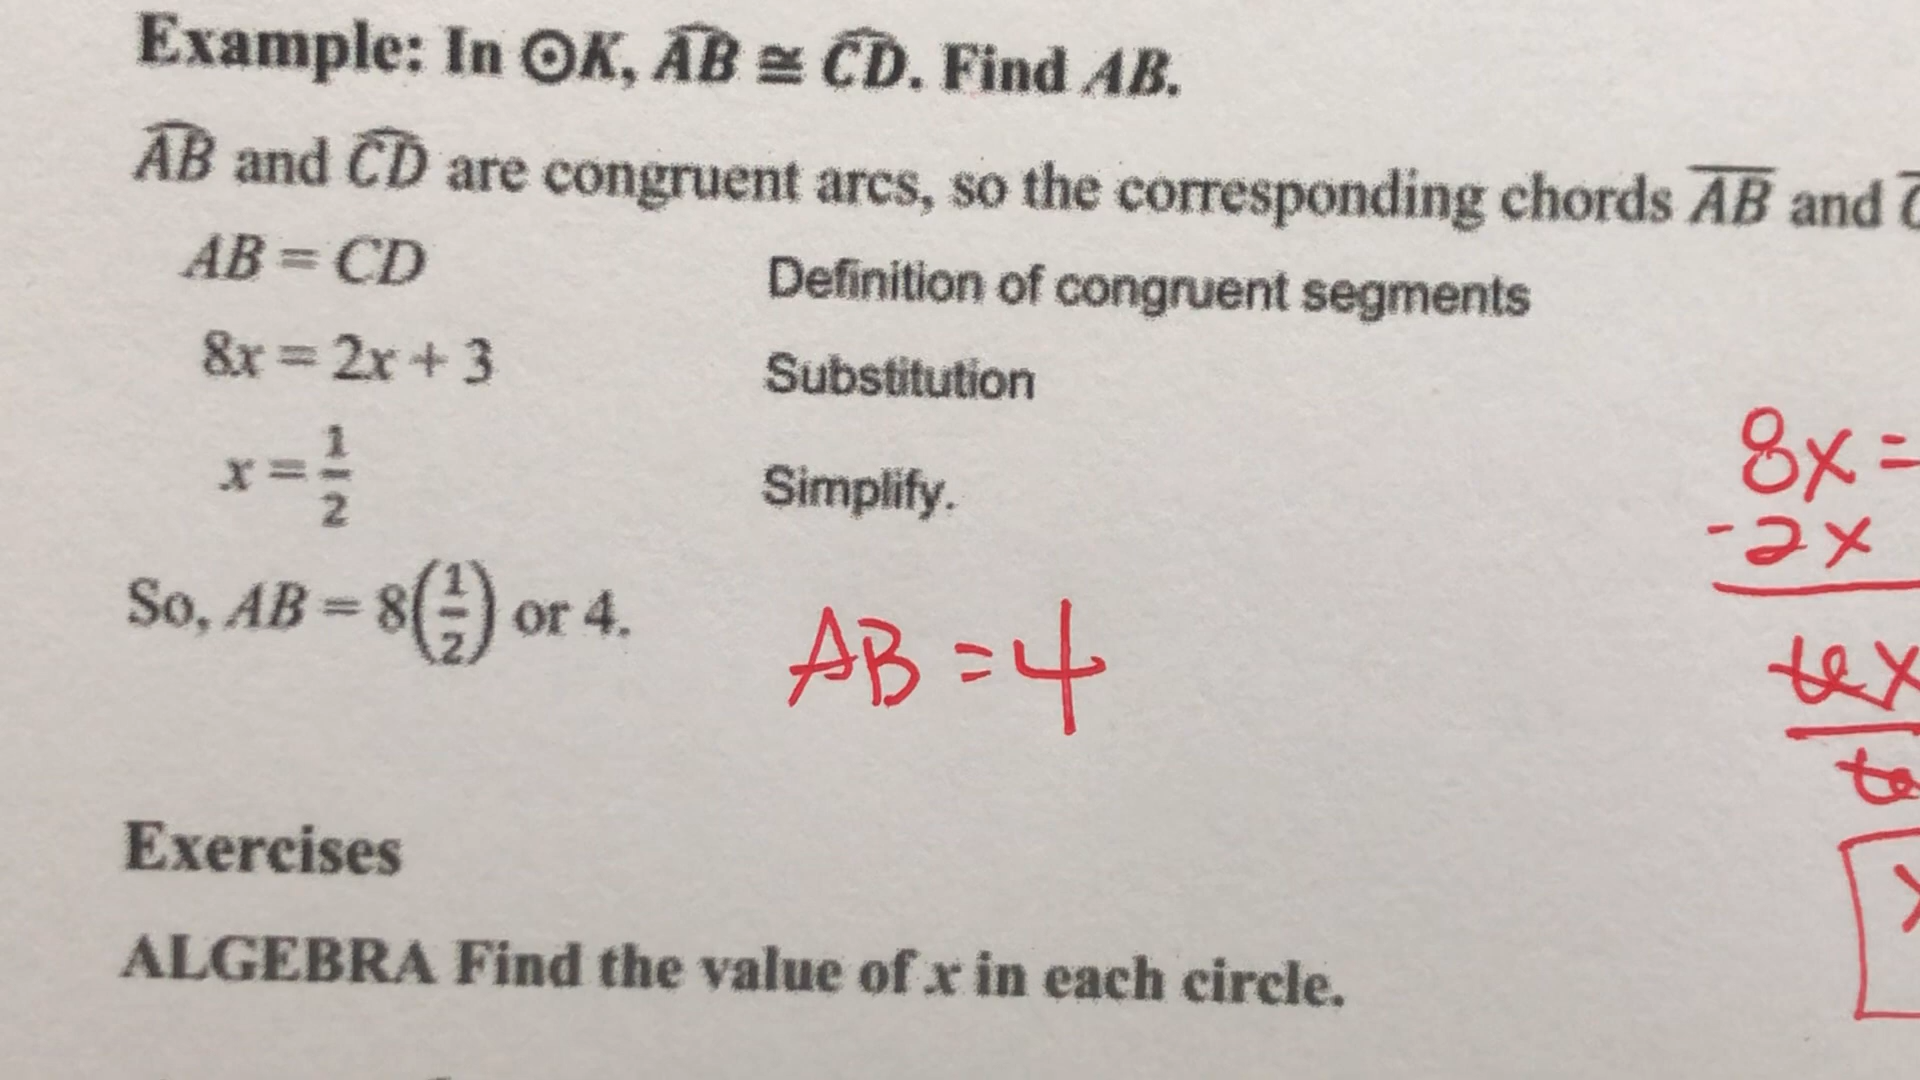 Example: In ⊙K, AB ≅ CD. Find AB.
AB and CD are congruent arcs, so the corresponding chords AB and
AB = CD Definition of congruent segments
8x = 2x + 3 Substitution
x = 1/2 Simplify.
So, AB = 8(1/2) or 4.
AB = 4
8x =
-2x
6x
6
x
Exercises
ALGEBRA Find the value of x in each circle.